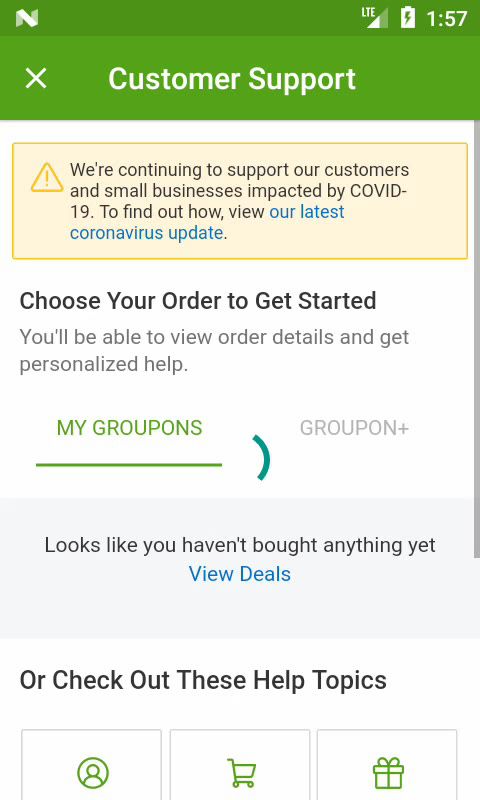 LTE 1:57
Customer Support
We're continuing to support our customers
and small businesses impacted by COVID-
19. To find out how, view our latest
coronavirus update.
Choose Your Order to Get Started
You'll be able to view order details and get
personalized help.
MY GROUPONS GROUPON+
Looks like you haven't bought anything yet
View Deals
Or Check Out These Help Topics